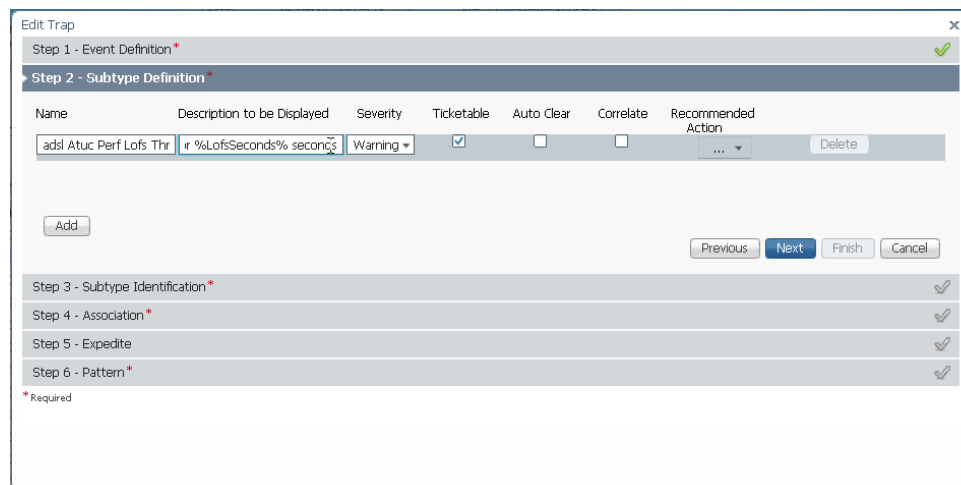 Edit Trap
x
Step 1 - Event Definition*
Step 2 - Subtype Definition*
Name Description to be Displayed Severity Ticketable Auto Clear Correlate Recommended Action
adsl Atuc Perf Lofs Thr r %LofsSeconds% seconds Warning ... Delete
Add
Previous Next Finish Cancel
Step 3 - Subtype Identification*
Step 4 - Association*
Step 5 - Expedite
Step 6 - Pattern*
*Required